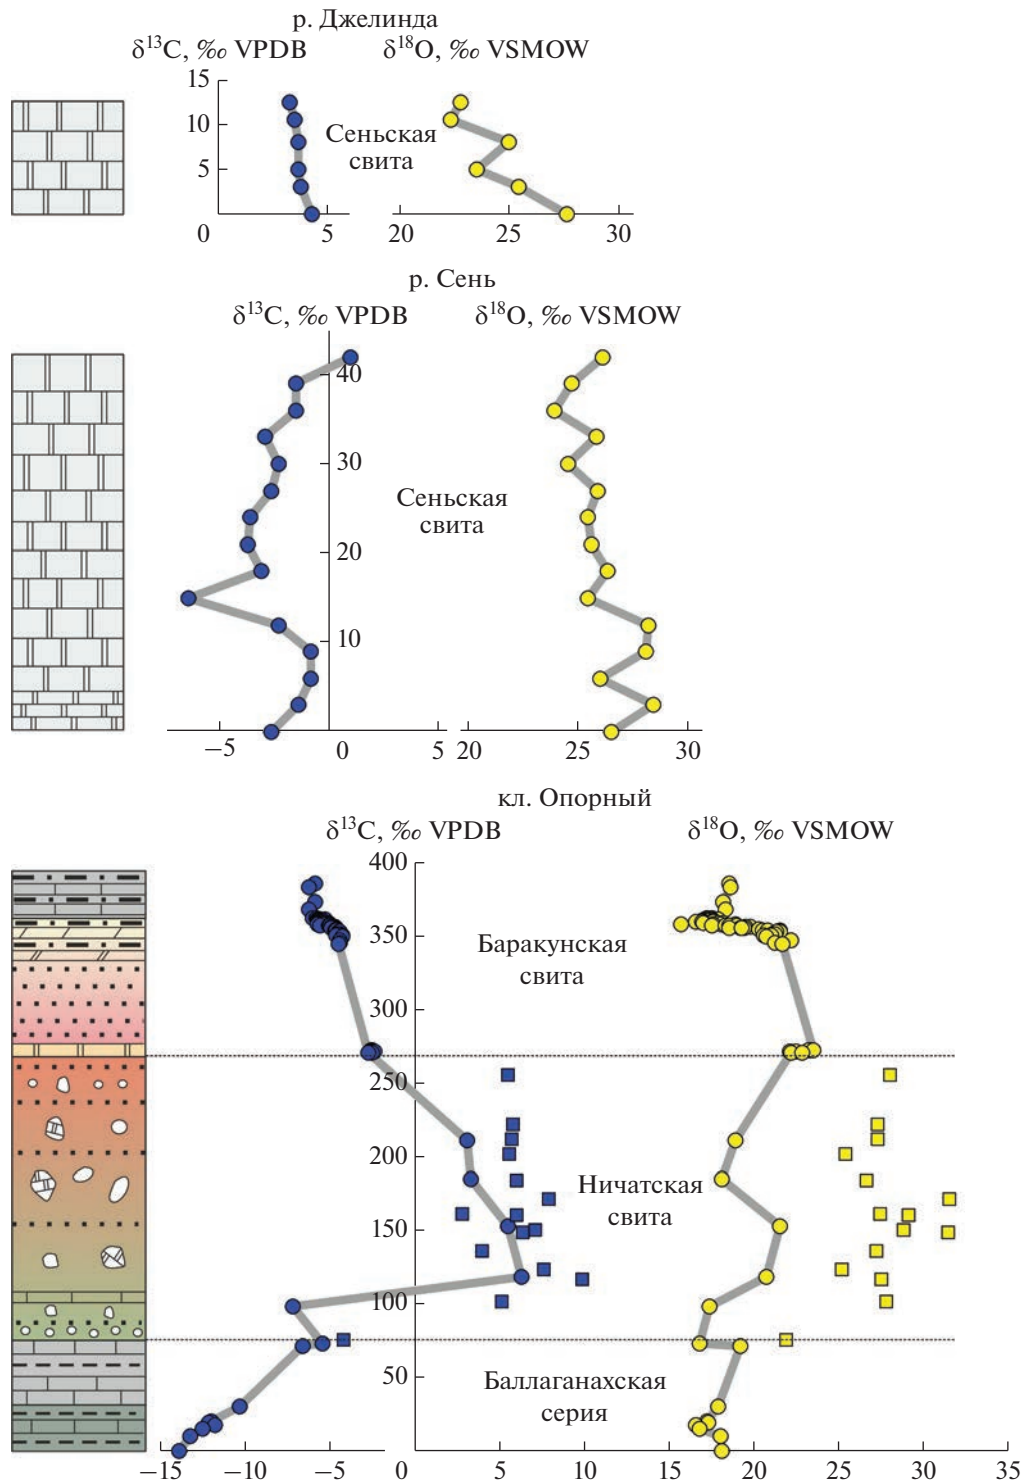 р. Джелинда
δ¹³C, ‰ VPDB δ¹⁸O, ‰ VSMOW
15
10
5
Сеньская
свита
0 5 20 25 30
р. Сень
δ¹³C, ‰ VPDB δ¹⁸O, ‰ VSMOW
40
30
20
10
Сеньская
свита
−5 0 5 20 25 30
кл. Опорный
δ¹³C, ‰ VPDB δ¹⁸O, ‰ VSMOW
400
350
Баракунская
свита
300
250
200
Ничатская
свита
150
100
50
Баллаганахская
серия
−15 −10 −5 0 5 10 15 20 25 30 35